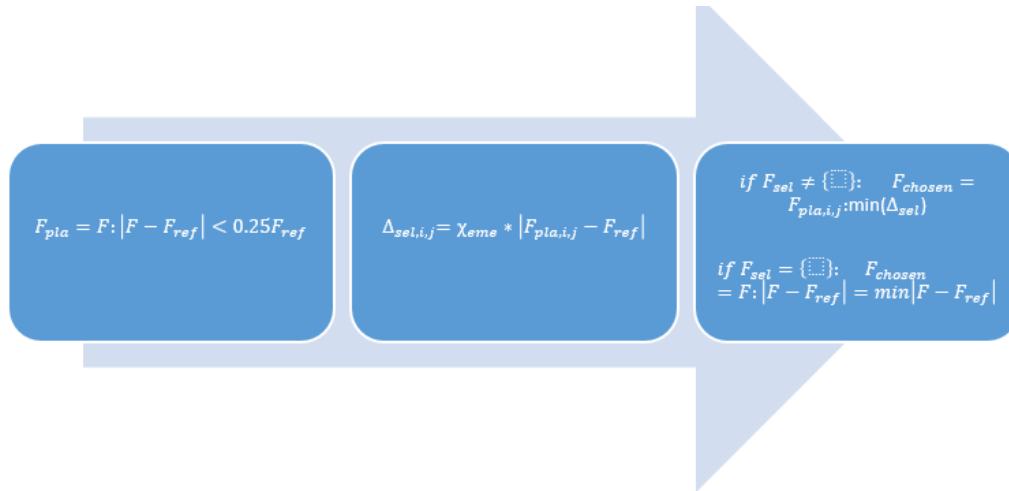 F_pla = F: |F − F_ref| < 0.25F_ref
Δ_sel,i,j = χ_eme * |F_pla,i,j − F_ref|
if F_sel ≠ {⬚}: F_chosen =
F_pla,i,j:min(Δ_sel)
if F_sel = {⬚}: F_chosen
= F: |F − F_ref| = min|F − F_ref|